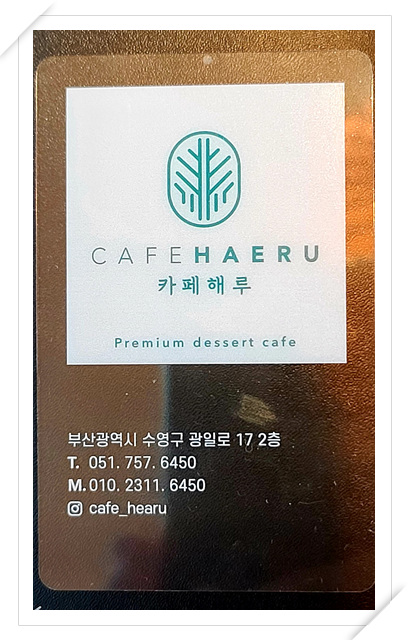 CAFEHAERU
카페해루
Premium dessert cafe
부산광역시 수영구 광일로 17 2층
T. 051. 757. 6450
M. 010. 2311. 6450
cafe_hearu